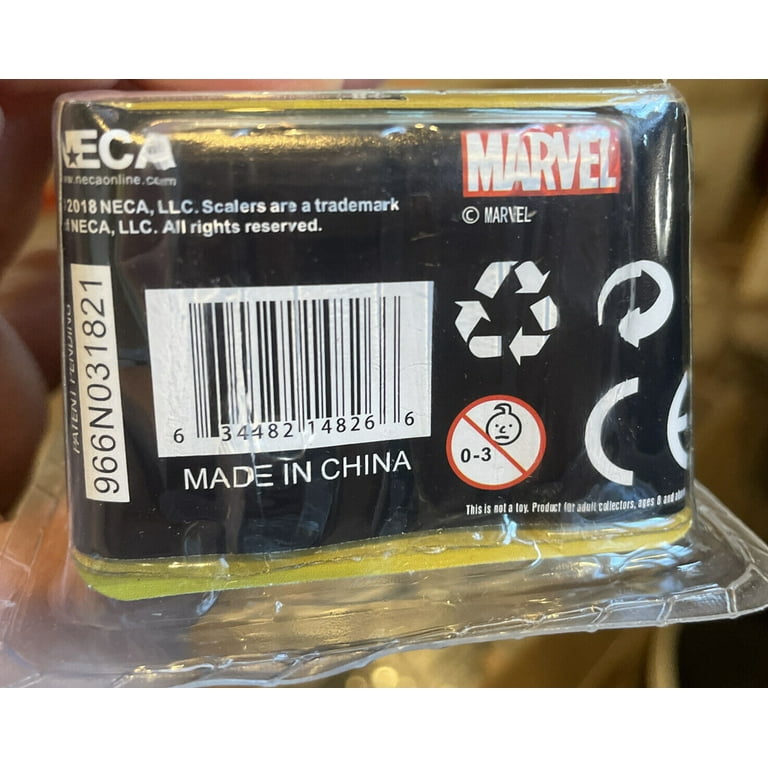 NECA
www.necaonline.com
2018 NECA, LLC. Scalers are a trademark
NECA, LLC. All rights reserved.
MARVEL
© MARVEL
PATENT PENDING
966N031821
6 34482 14826 6
MADE IN CHINA
0-3
CE
This is not a toy. Product for adult collectors, ages 8 and